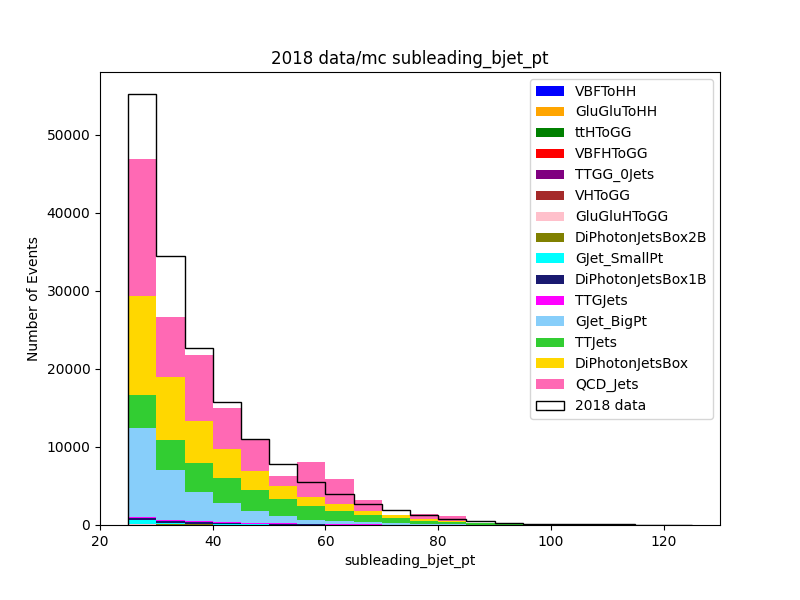 2018 data/mc subleading_bjet_pt
Number of Events
50000
40000
30000
20000
10000
0
20
40
60
80
100
120
subleading_bjet_pt
VBFToHH
GluGluToHH
ttHToGG
VBFHToGG
TTGG_0Jets
VHToGG
GluGluHToGG
DiPhotonJetsBox2B
GJet_SmallPt
DiPhotonJetsBox1B
TTGJets
GJet_BigPt
TTJets
DiPhotonJetsBox
QCD_Jets
2018 data